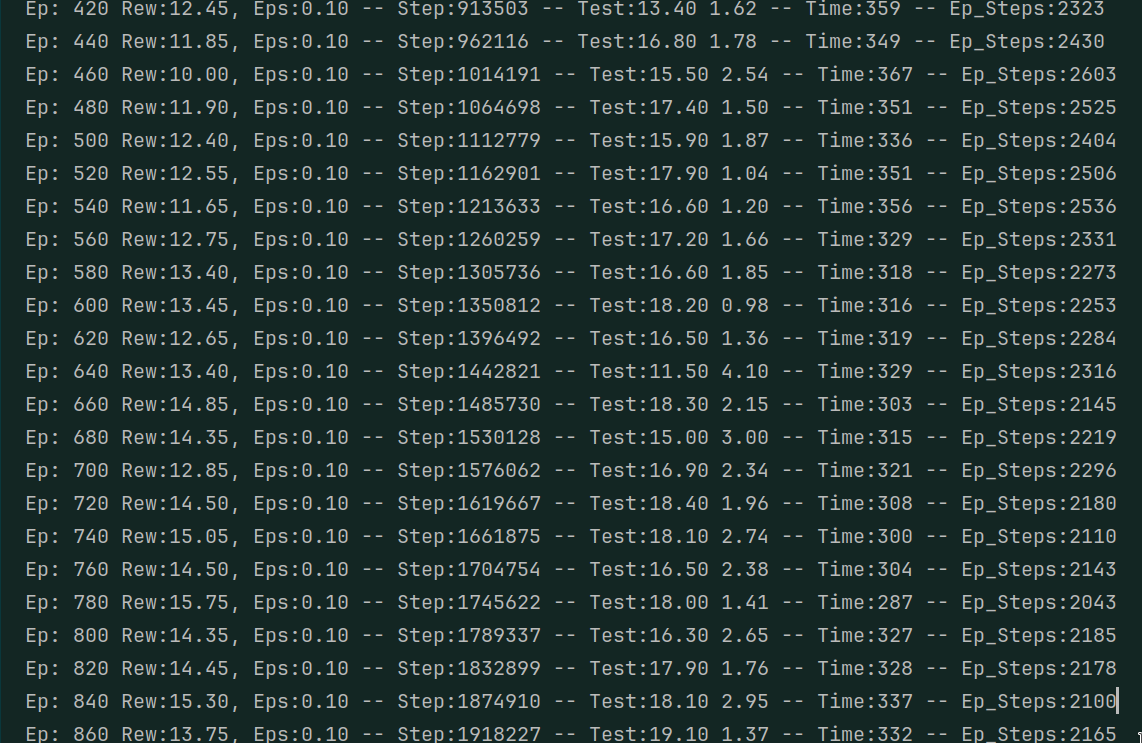 Ep: 420 Rew:12.45, Eps:0.10 -- Step:913503 -- Test:13.40 1.62 -- Time:359 -- Ep_Steps:2323
Ep: 440 Rew:11.85, Eps:0.10 -- Step:962116 -- Test:16.80 1.78 -- Time:349 -- Ep_Steps:2430
Ep: 460 Rew:10.00, Eps:0.10 -- Step:1014191 -- Test:15.50 2.54 -- Time:367 -- Ep_Steps:2603
Ep: 480 Rew:11.90, Eps:0.10 -- Step:1064698 -- Test:17.40 1.50 -- Time:351 -- Ep_Steps:2525
Ep: 500 Rew:12.40, Eps:0.10 -- Step:1112779 -- Test:15.90 1.87 -- Time:336 -- Ep_Steps:2404
Ep: 520 Rew:12.55, Eps:0.10 -- Step:1162901 -- Test:17.90 1.04 -- Time:351 -- Ep_Steps:2506
Ep: 540 Rew:11.65, Eps:0.10 -- Step:1213633 -- Test:16.60 1.20 -- Time:356 -- Ep_Steps:2536
Ep: 560 Rew:12.75, Eps:0.10 -- Step:1260259 -- Test:17.20 1.66 -- Time:329 -- Ep_Steps:2331
Ep: 580 Rew:13.40, Eps:0.10 -- Step:1305736 -- Test:16.60 1.85 -- Time:318 -- Ep_Steps:2273
Ep: 600 Rew:13.45, Eps:0.10 -- Step:1350812 -- Test:18.20 0.98 -- Time:316 -- Ep_Steps:2253
Ep: 620 Rew:12.65, Eps:0.10 -- Step:1396492 -- Test:16.50 1.36 -- Time:319 -- Ep_Steps:2284
Ep: 640 Rew:13.40, Eps:0.10 -- Step:1442821 -- Test:11.50 4.10 -- Time:329 -- Ep_Steps:2316
Ep: 660 Rew:14.85, Eps:0.10 -- Step:1485730 -- Test:18.30 2.15 -- Time:303 -- Ep_Steps:2145
Ep: 680 Rew:14.35, Eps:0.10 -- Step:1530128 -- Test:15.00 3.00 -- Time:315 -- Ep_Steps:2219
Ep: 700 Rew:12.85, Eps:0.10 -- Step:1576062 -- Test:16.90 2.34 -- Time:321 -- Ep_Steps:2296
Ep: 720 Rew:14.50, Eps:0.10 -- Step:1619667 -- Test:18.40 1.96 -- Time:308 -- Ep_Steps:2180
Ep: 740 Rew:15.05, Eps:0.10 -- Step:1661875 -- Test:18.10 2.74 -- Time:300 -- Ep_Steps:2110
Ep: 760 Rew:14.50, Eps:0.10 -- Step:1704754 -- Test:16.50 2.38 -- Time:304 -- Ep_Steps:2143
Ep: 780 Rew:15.75, Eps:0.10 -- Step:1745622 -- Test:18.00 1.41 -- Time:287 -- Ep_Steps:2043
Ep: 800 Rew:14.35, Eps:0.10 -- Step:1789337 -- Test:16.30 2.65 -- Time:327 -- Ep_Steps:2185
Ep: 820 Rew:14.45, Eps:0.10 -- Step:1832899 -- Test:17.90 1.76 -- Time:328 -- Ep_Steps:2178
Ep: 840 Rew:15.30, Eps:0.10 -- Step:1874910 -- Test:18.10 2.95 -- Time:337 -- Ep_Steps:2100
Ep: 860 Rew:13.75, Eps:0.10 -- Step:1918227 -- Test:19.10 1.37 -- Time:332 -- Ep_Steps:2165